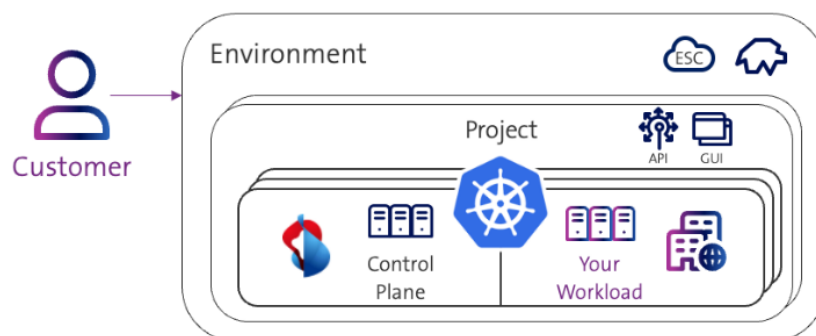 Environment
ESC
Customer
Project
API
GUI
Control
Plane
Your
Workload